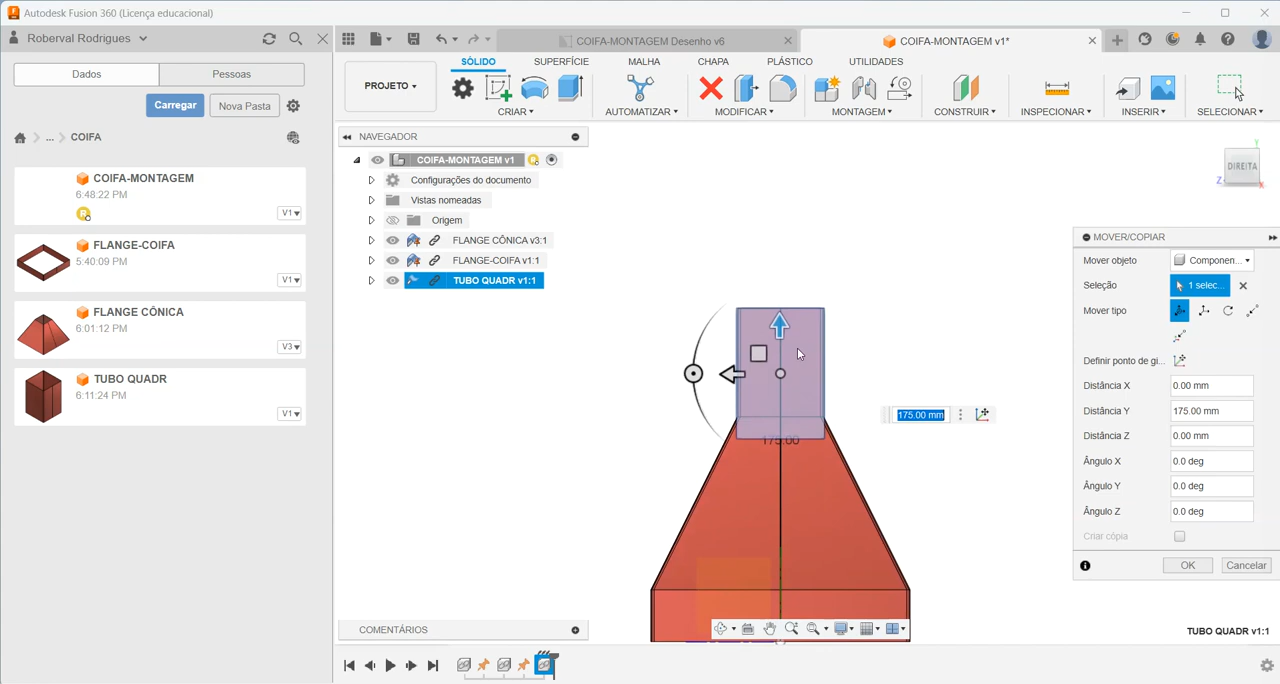 Autodesk Fusion 360 (Licença educacional)
Roberval Rodrigues
COIFA-MONTAGEM Desenho v6
COIFA-MONTAGEM v1*
Dados
Pessoas
Carregar
Nova Pasta
... COIFA
COIFA-MONTAGEM
6:48:22 PM
V1
FLANGE-COIFA
5:40:09 PM
V1
FLANGE CÔNICA
6:01:12 PM
V3
TUBO QUADR
6:11:24 PM
V1
PROJETO
SÓLIDO
SUPERFÍCIE
MALHA
CHAPA
PLÁSTICO
UTILIDADES
CRIAR
AUTOMATIZAR
MODIFICAR
MONTAGEM
CONSTRUIR
INSPECIONAR
INSERIR
SELECIONAR
NAVEGADOR
COIFA-MONTAGEM v1
Configurações do documento
Vistas nomeadas
Origem
FLANGE CÔNICA v3:1
FLANGE-COIFA v1:1
TUBO QUADR v1:1
Y
DIREITA
Z
X
175.00 mm
175.00
MOVER/COPIAR
Mover objeto
Componen...
Seleção
1 selec...
Mover tipo
Definir ponto de gi...
Distância X
0.00 mm
Distância Y
175.00 mm
Distância Z
0.00 mm
Ângulo X
0.0 deg
Ângulo Y
0.0 deg
Ângulo Z
0.0 deg
Criar cópia
OK
Cancelar
COMENTÁRIOS
TUBO QUADR v1:1